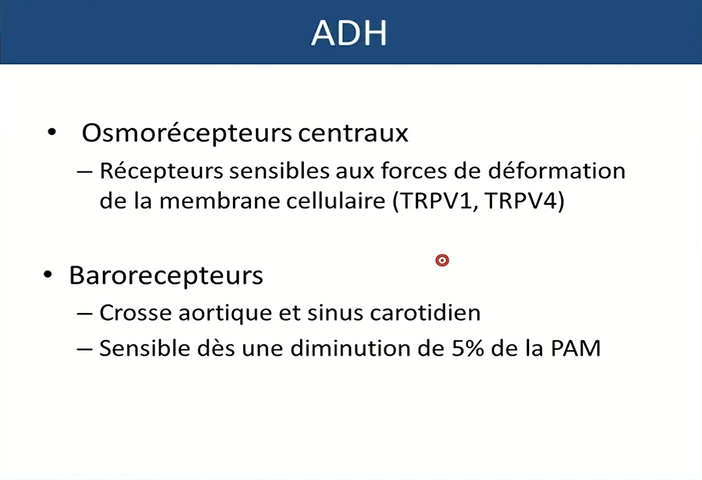 ADH
• Osmorécepteurs centraux
– Récepteurs sensibles aux forces de déformation
de la membrane cellulaire (TRPV1, TRPV4)
• Barorecepteurs
– Crosse aortique et sinus carotidien
– Sensible dès une diminution de 5% de la PAM